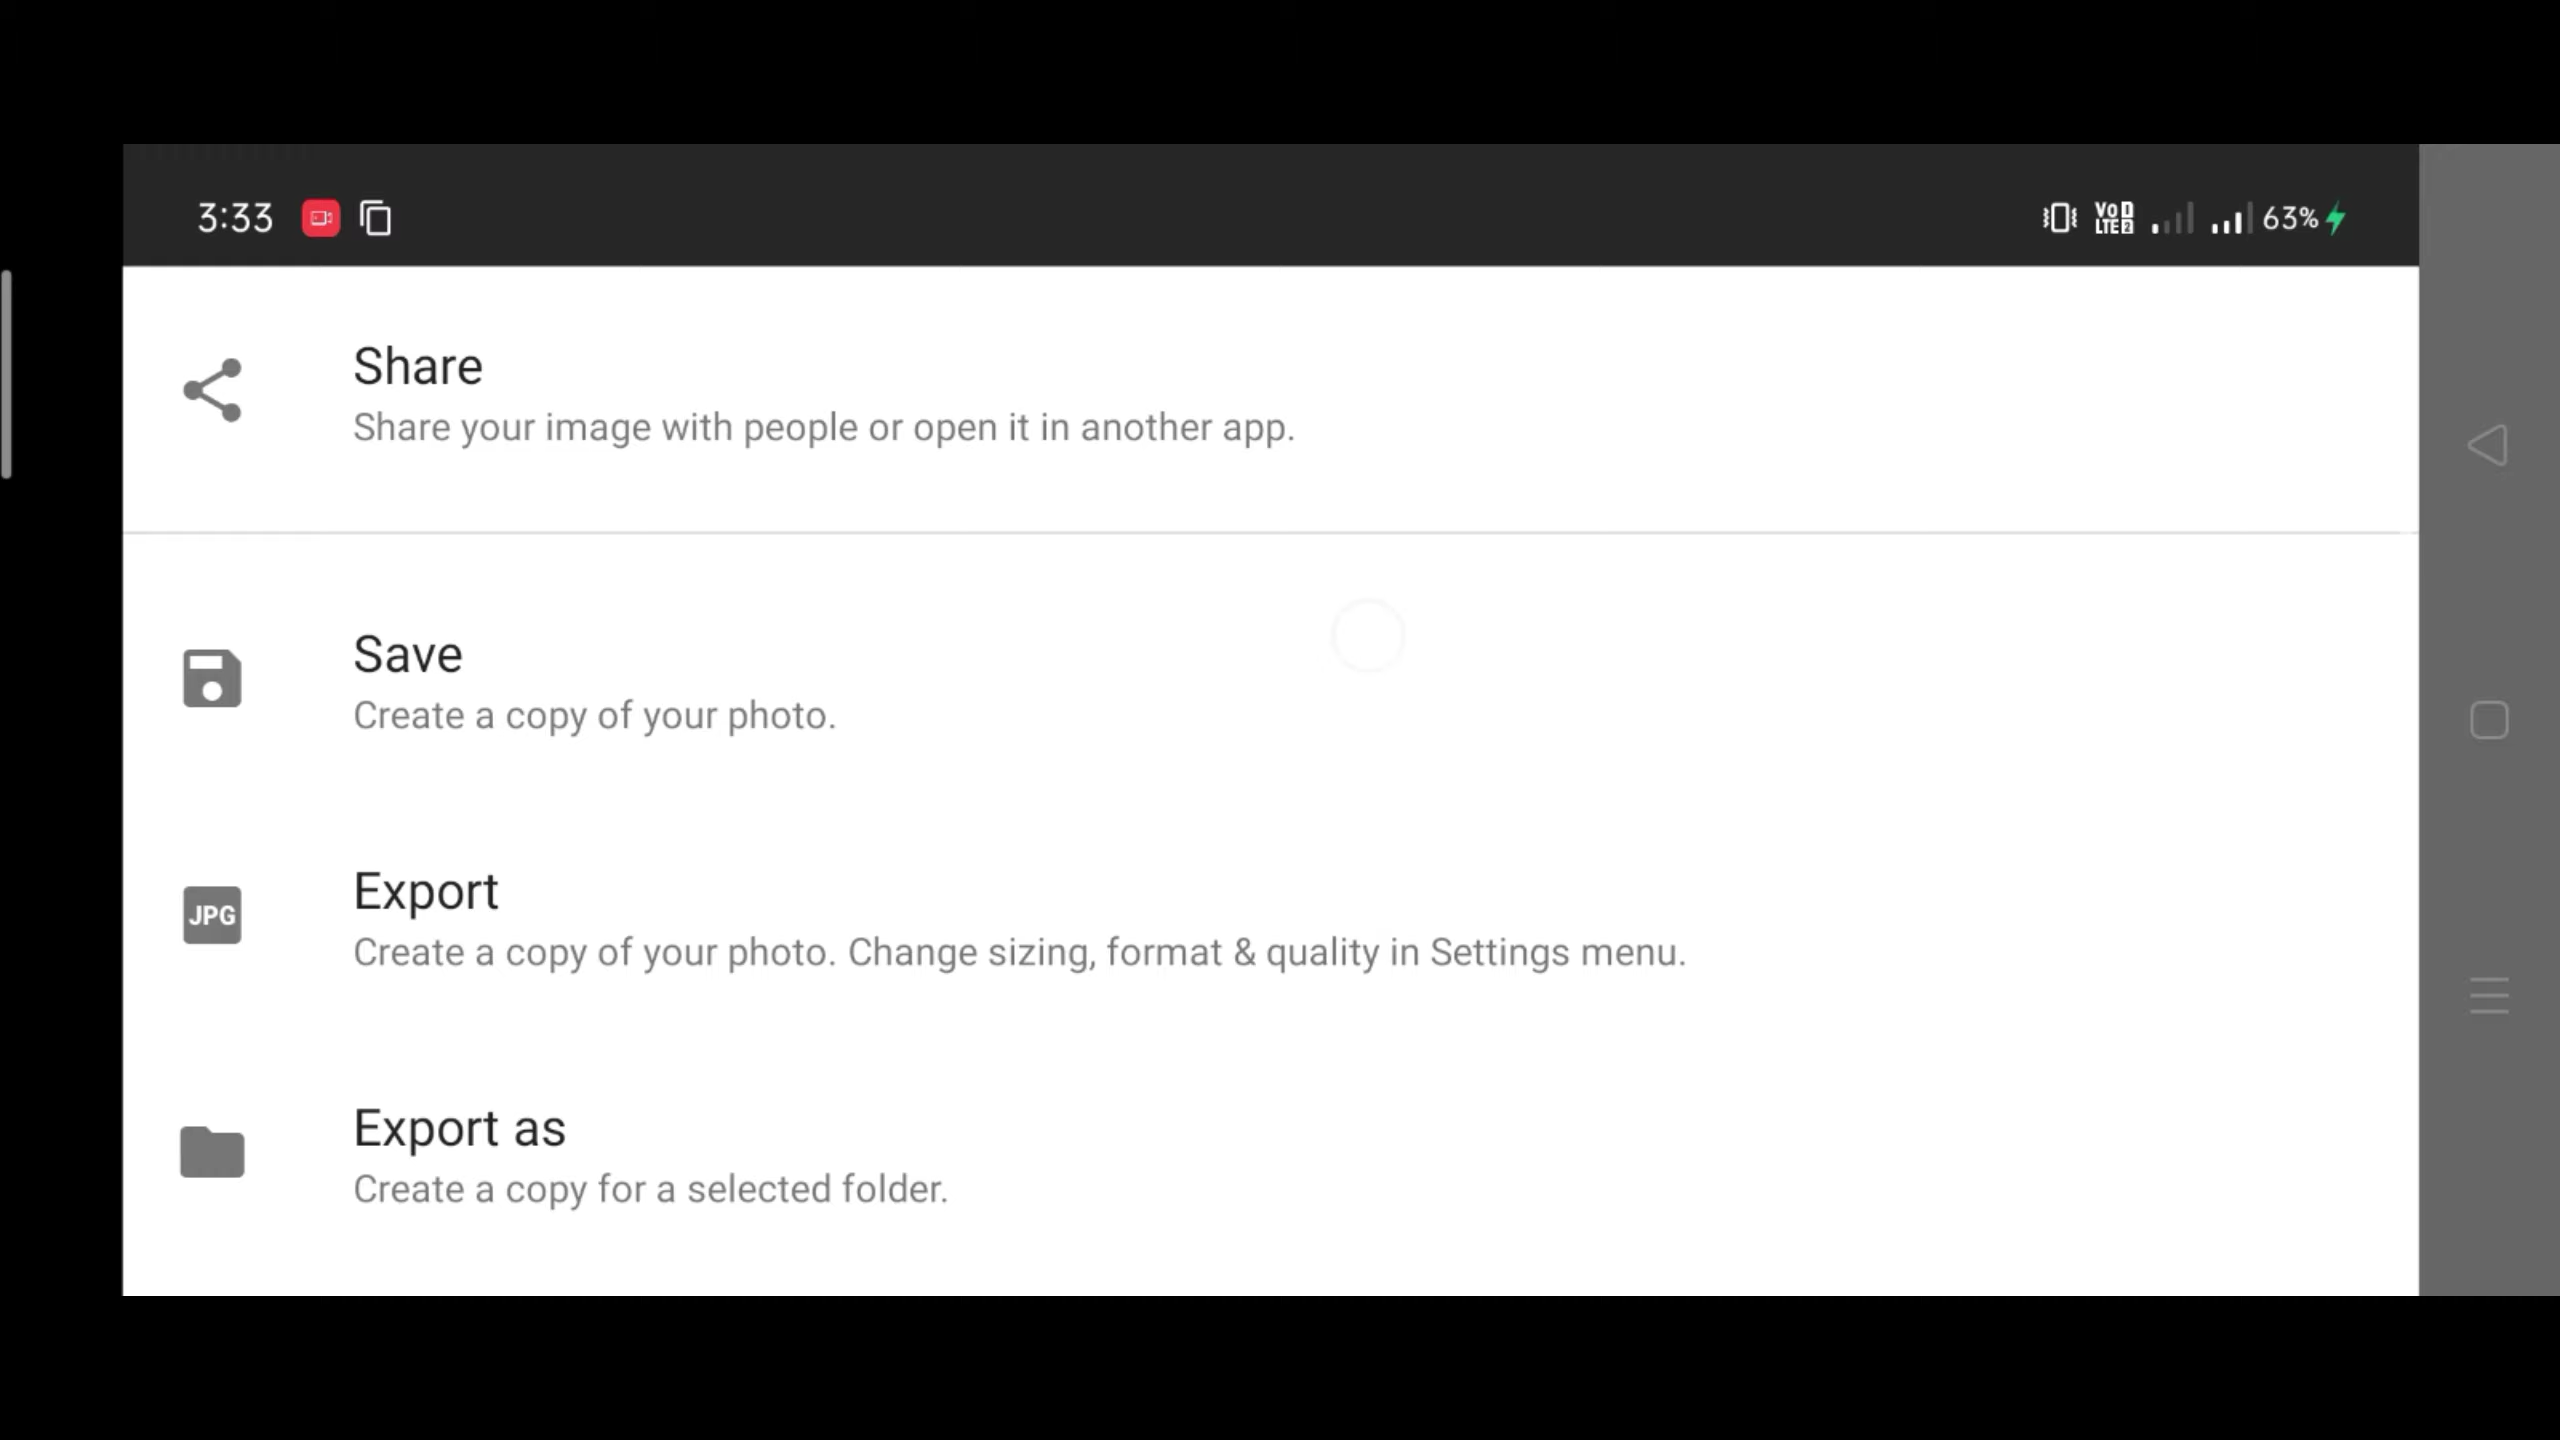 3:33
VoD LTE2 63%
Share
Share your image with people or open it in another app.
Save
Create a copy of your photo.
JPG
Export
Create a copy of your photo. Change sizing, format & quality in Settings menu.
Export as
Create a copy for a selected folder.